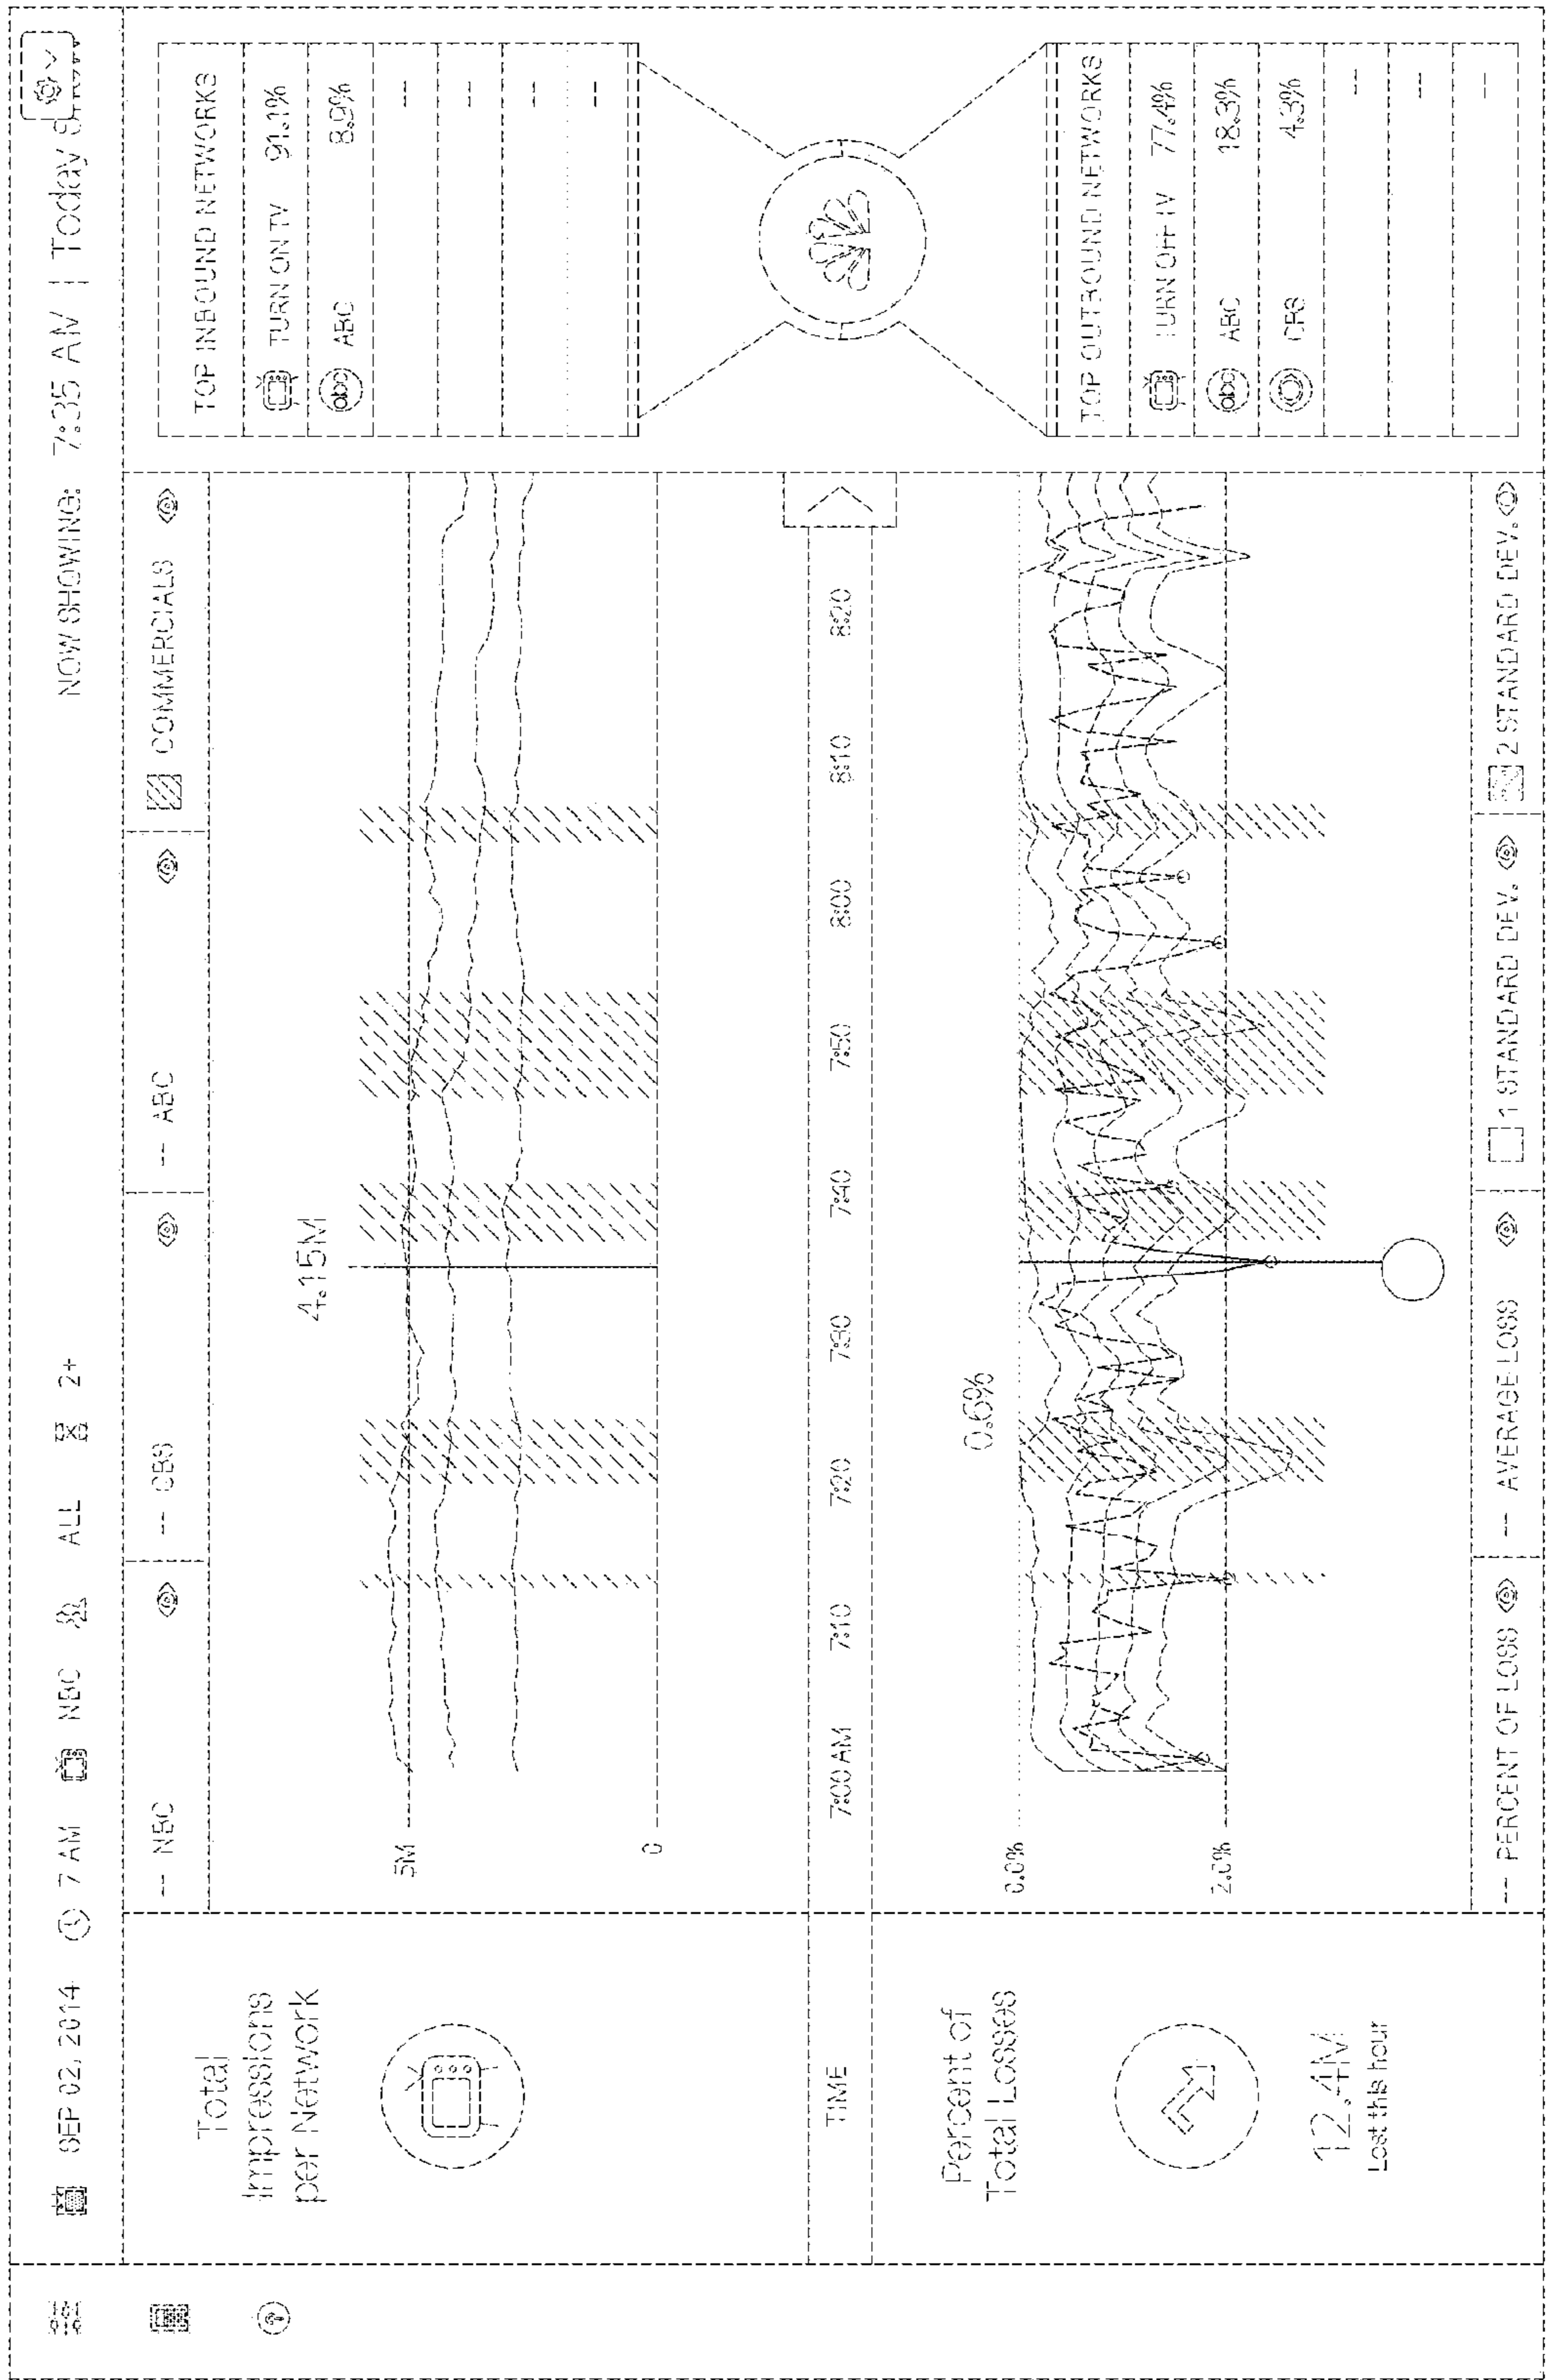 SEP 02, 2014 7 AM NBC ALL 2+
NOW SHOWING: 7:35 AM | Today
-- NBC
-- CBS
-- ABC
COMMERCIALS
Total
Impressions
per Network
4.15M
5M
0
TIME
7:00 AM 7:10 7:20 7:30 7:40 7:50 8:00 8:10 8:20
Percent of
Total Losses
12.4M
Lost this hour
0.6%
0.0%
2.0%
-- PERCENT OF LOSS
-- AVERAGE LOSS
1 STANDARD DEV.
2 STANDARD DEV.
TOP INBOUND NETWORKS
TURN ON TV 91.1%
abc ABC 8.9%
--
--
--
--
TOP OUTBOUND NETWORKS
TURN OFF TV 77.4%
abc ABC 18.3%
CBS 4.3%
--
--
--